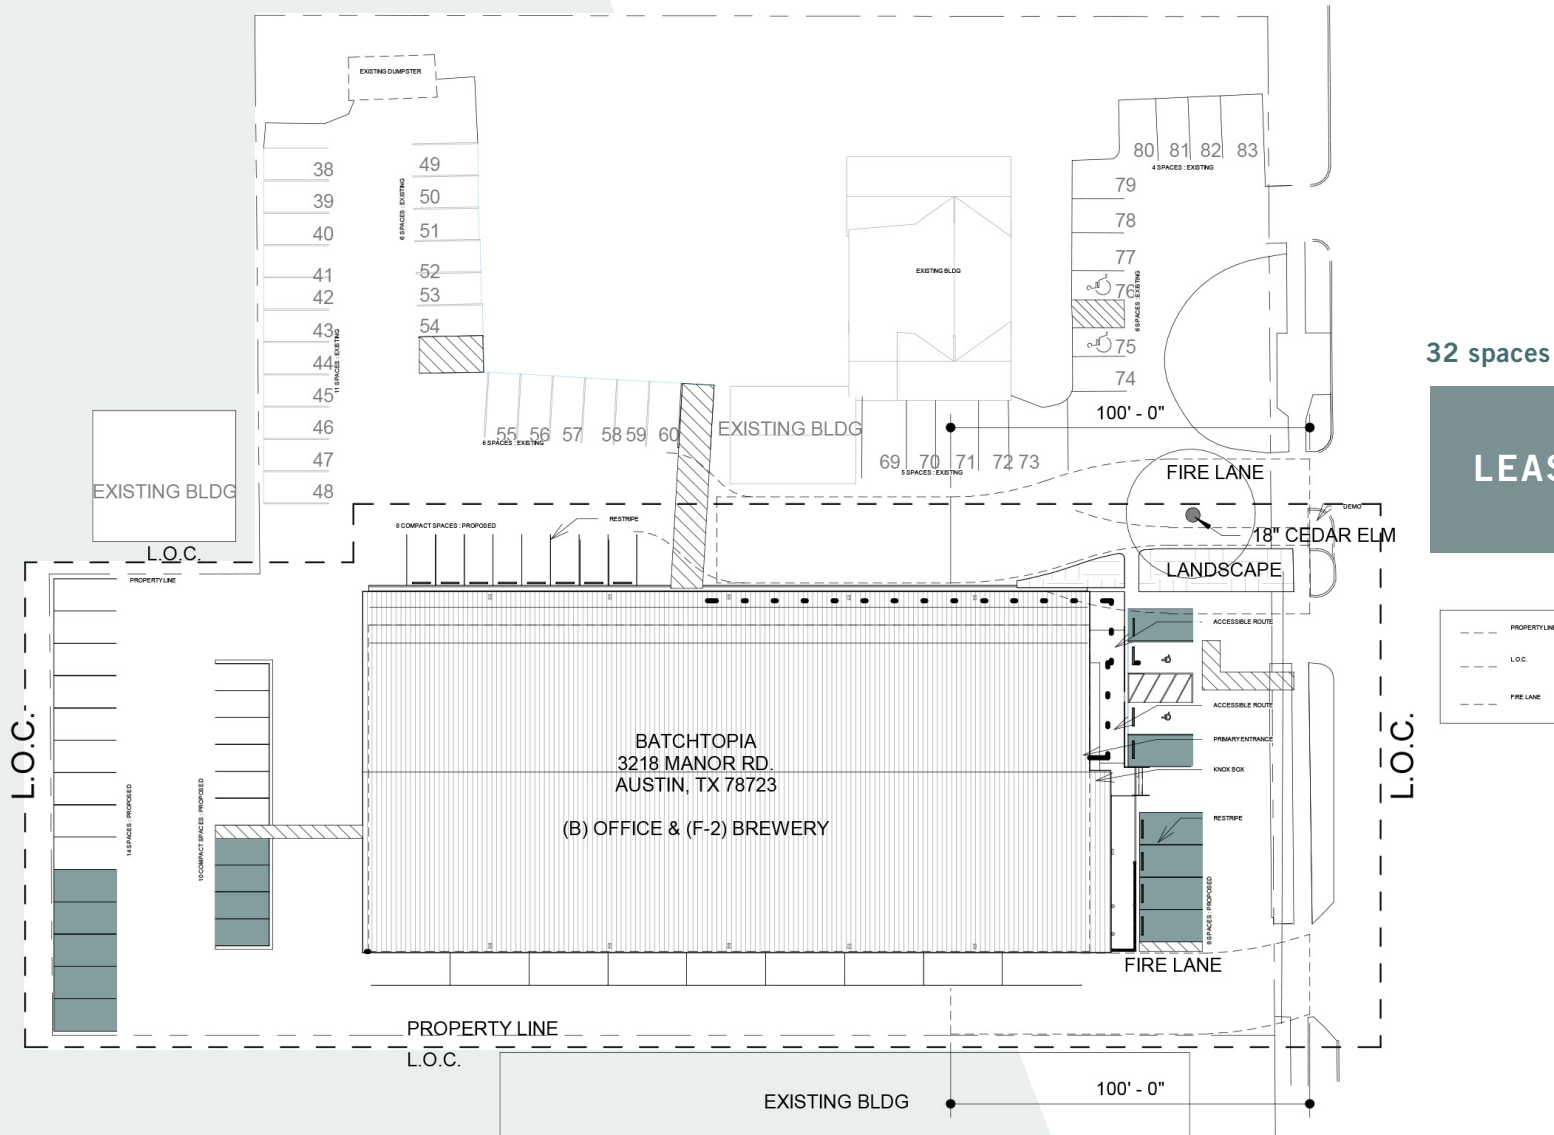 EXISTING DUMPSTER
38
39
40
41
42
43
44
45
46
47
48
11 SPACES : EXISTING
49
50
51
52
53
54
6 SPACES : EXISTING
55 56 57 58 59 60
6 SPACES : EXISTING
EXISTING BLDG
EXISTING BLDG
EXISTING BLDG
80 81 82 83
4 SPACES : EXISTING
79
78
77
76
75
74
6 SPACES : EXISTING
69 70 71 72 73
5 SPACES : EXISTING
100' - 0"
32 spaces
LEAS
FIRE LANE
DEMO
18" CEDAR ELM
LANDSCAPE
8 COMPACT SPACES : PROPOSED
RESTRIPE
L.O.C.
PROPERTY LINE
L.O.C.
14 SPACES : PROPOSED
10 COMPACT SPACES : PROPOSED
BATCHTOPIA
3218 MANOR RD.
AUSTIN, TX 78723
(B) OFFICE & (F-2) BREWERY
ACCESSIBLE ROUTE
ACCESSIBLE ROUTE
PRIMARY ENTRANCE
KNOX BOX
RESTRIPE
8 SPACES : PROPOSED
L.O.C.
PROPERTY LINE
L.O.C.
FIRE LANE
FIRE LANE
PROPERTY LINE
L.O.C.
EXISTING BLDG
100' - 0"